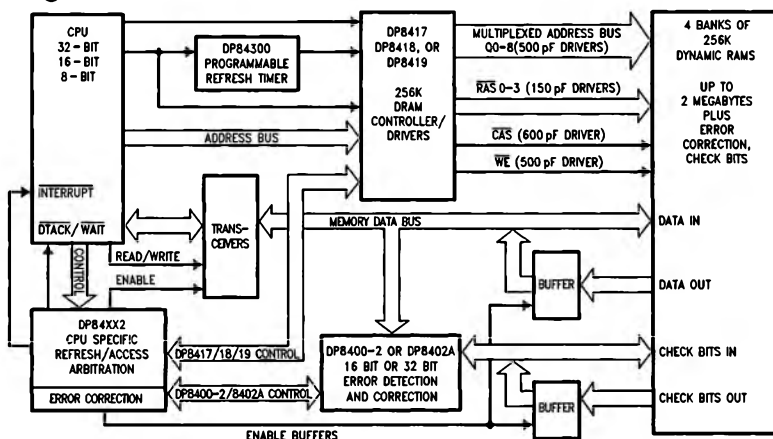 CPU
32-BIT
16-BIT
8-BIT
INTERRUPT
DTACK/WAIT
DP84300
PROGRAMMABLE
REFRESH TIMER
DP8417
DP8418, OR
DP8419
256K
DRAM
CONTROLLER/
DRIVERS
MULTIPLEXED ADDRESS BUS
Q0-8(500 pF DRIVERS)
RAS 0-3 (150 pF DRIVERS)
CAS (600 pF DRIVER)
WE (500 pF DRIVER)
4 BANKS OF
256K
DYNAMIC RAMS
UP TO
2 MEGABYTES
PLUS
ERROR
CORRECTION,
CHECK BITS
ADDRESS BUS
TRANS-
CEIVERS
MEMORY DATA BUS
DATA IN
READ/WRITE
CONTROL
ENABLE
BUFFER
DATA OUT
DP84XX2
CPU SPECIFIC
REFRESH/ACCESS
ARBITRATION
ERROR CORRECTION
DP8417/18/19 CONTROL
DP8400-2 OR DP8402A
16 BIT OR 32 BIT
ERROR DETECTION
AND CORRECTION
CHECK BITS IN
DP8400-2/8402A CONTROL
BUFFER
CHECK BITS OUT
ENABLE BUFFERS